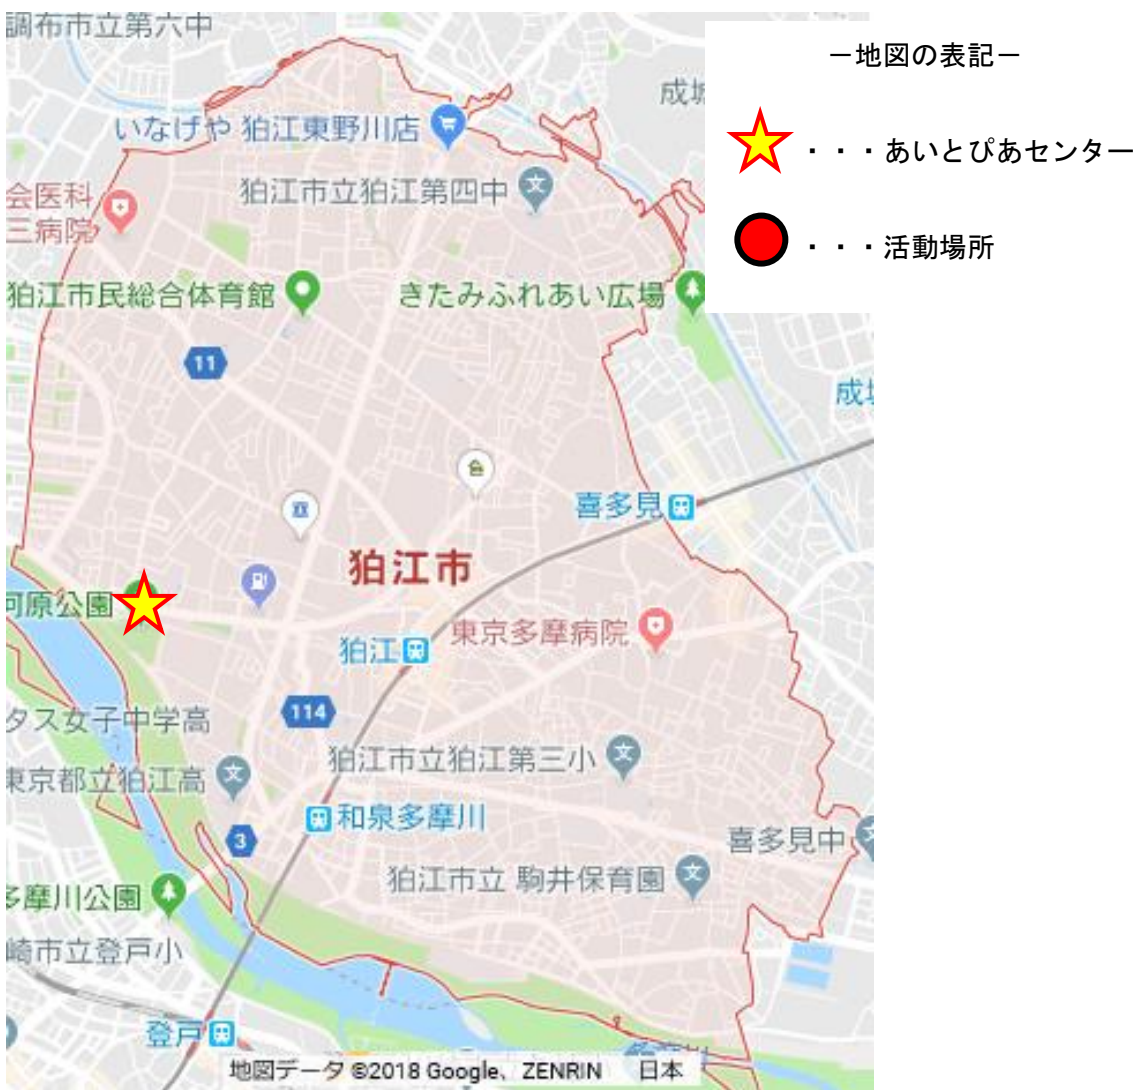 調布市立第六中
成城
ー地図の表記ー
いなげや 狛江東野川店
・・・あいとぴあセンター
会医科
三病院
狛江市立狛江第四中
・・・活動場所
狛江市民総合体育館
きたみふれあい広場
11
成城
喜多見
狛江市
河原公園
東京多摩病院
狛江
114
タス女子中学高
狛江市立狛江第三小
東京都立狛江高
和泉多摩川
3
喜多見中
狛江市立 駒井保育園
多摩川公園
崎市立登戸小
登戸
地図データ ©2018 Google、ZENRIN 日本